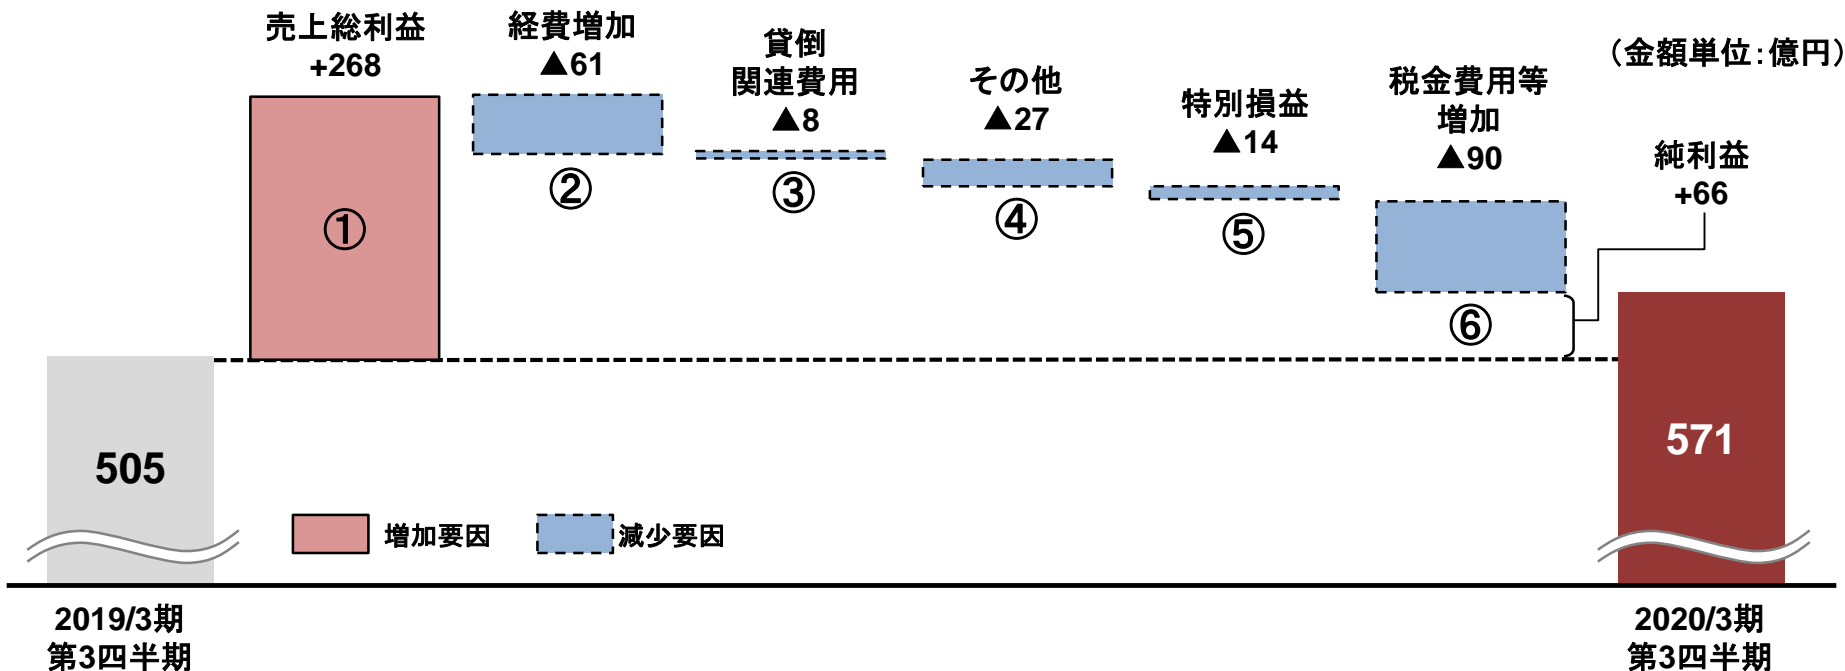 売上総利益
+268
経費増加
▲61
貸倒
関連費用
▲8
その他
▲27
特別損益
▲14
税金費用等
増加
▲90
（金額単位：億円）
純利益
+66
①
②
③
④
⑤
⑥
505
571
増加要因
減少要因
2019/3期
第3四半期
2020/3期
第3四半期